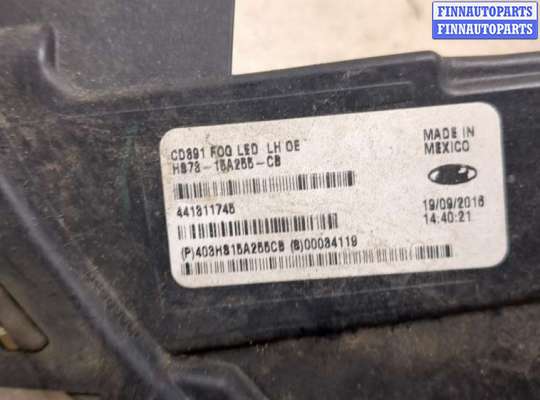 FINNAUTOPARTS
FINNAUTOPARTS
CD391 FOG LED LH OE
HS73-15A255-CB
MADE IN
MEXICO
441311745
19/09/2016
14:40:21
(P)403HS15A255CB (S)00034119